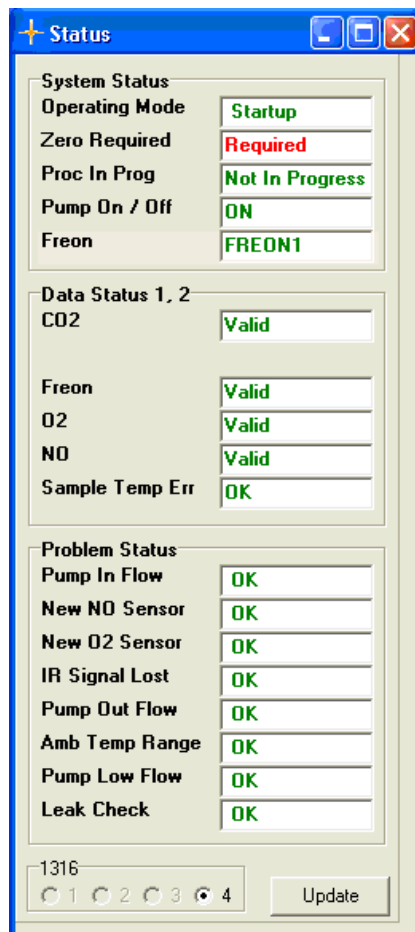 Status
System Status
Operating Mode Startup
Zero Required Required
Proc In Prog Not In Progress
Pump On / Off ON
Freon FREON1
Data Status 1, 2
CO2 Valid
Freon Valid
O2 Valid
NO Valid
Sample Temp Err OK
Problem Status
Pump In Flow OK
New NO Sensor OK
New O2 Sensor OK
IR Signal Lost OK
Pump Out Flow OK
Amb Temp Range OK
Pump Low Flow OK
Leak Check OK
1316
1 2 3 4 Update